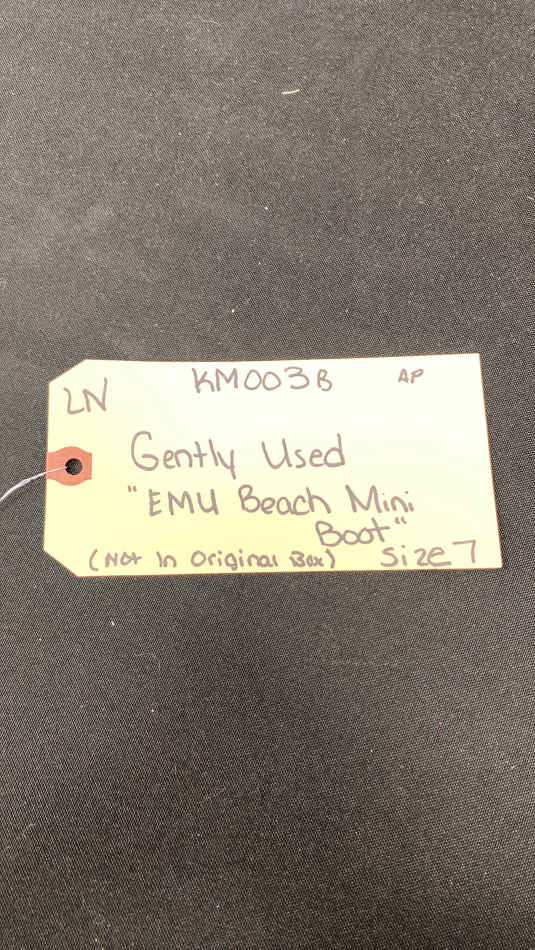 LN KM003B AP
Gently Used
"EMU Beach Mini
Boot"
(Not In Original Box) Size 7